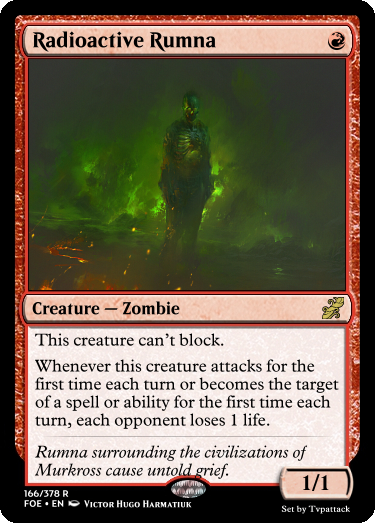 Radioactive Rumna
Creature — Zombie
This creature can't block.
Whenever this creature attacks for the
first time each turn or becomes the target
of a spell or ability for the first time each
turn, each opponent loses 1 life.
Rumna surrounding the civilizations of
Murkross cause untold grief.
1/1
166/378 R
FOE • EN Victor Hugo Harmatiuk
Set by Tvpattack